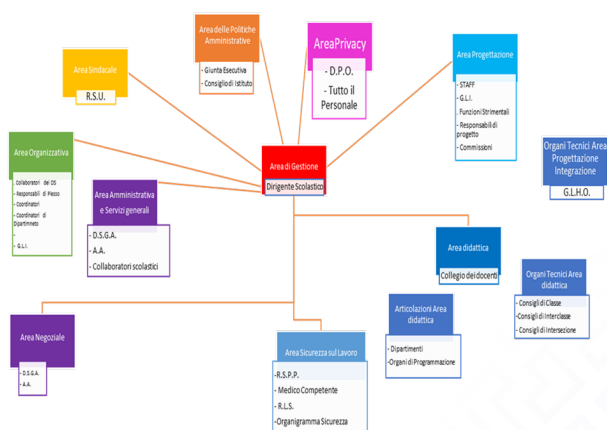 Area delle Politiche
Amministrative
- Giunta Esecutiva
- Consiglio di Istituto
AreaPrivacy
- D.P.O.
- Tutto il
Personale
Area Progettazione
- STAFF
- G.L.I.
Funzioni Strimentali
- Responsabili di
progetto
- Commissioni
Area Sindacale
R.S.U.
Area Organizzativa
- Collaboratori del DS
- Responsabili di Plesso
- Coordinatori
- Coordinatori di
Dipartimneto
-
- G.L.I.
Area Amministrativa
e Servizi generali
- D.S.G.A.
- A.A.
- Collaboratori scolastici
Area di Gestione
Dirigente Scolastico
Organi Tecnici Area
Progettazione
Integrazione
G.L.H.O.
Area didattica
Collegio dei docenti
Organi Tecnici Area
didattica
- Consigli di Classe
-Consigli di Interclasse
- Consigli di Intersezione
Articolazioni Area
didattica
- Dipartimenti
-Organi di Programmazione
Area Negoziale
- D.S.G.A.
- A.A.
Area Sicurezza sul Lavoro
-R.S.P.P.
- Medico Competente
- R.L.S.
-Organigramma Sicurezza